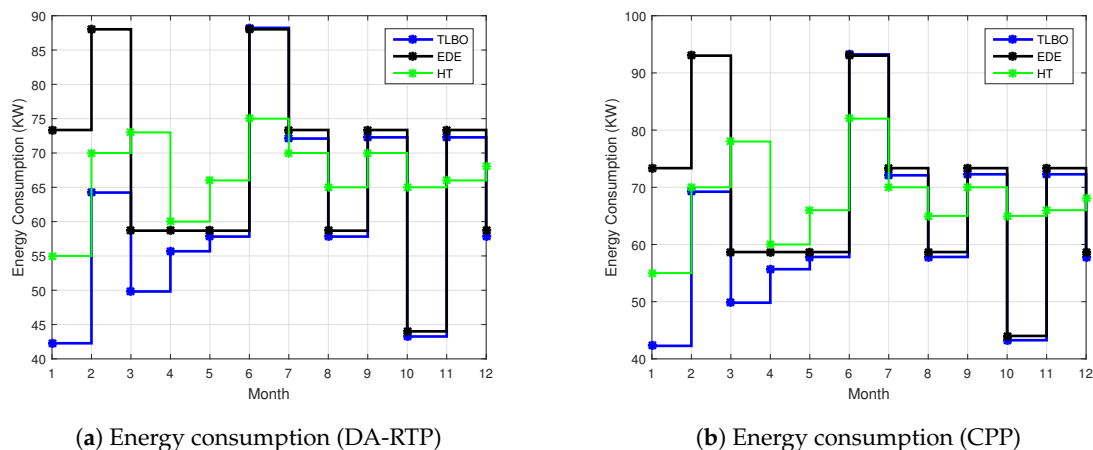 90
85
80
75
70
65
60
55
50
45
40
Energy Consumption (KW)
1 2 3 4 5 6 7 8 9 10 11 12
Month
TLBO
EDE
HT
(a) Energy consumption (DA-RTP)
100
90
80
70
60
50
40
Energy Consumption (KW)
1 2 3 4 5 6 7 8 9 10 11 12
Month
TLBO
EDE
HT
(b) Energy consumption (CPP)